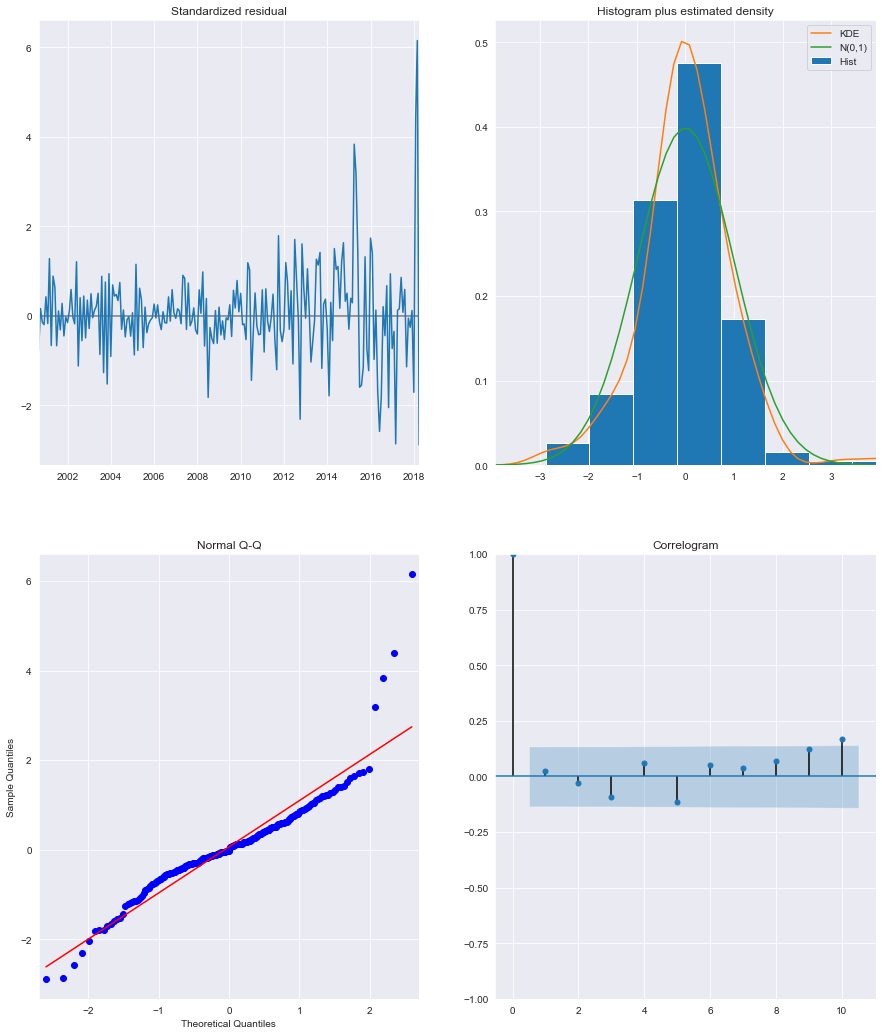 Standardized residual
6
4
2
0
−2
2002 2004 2006 2008 2010 2012 2014 2016 2018
Histogram plus estimated density
KDE
N(0,1)
Hist
0.5
0.4
0.3
0.2
0.1
0.0
−3 −2 −1 0 1 2 3
Normal Q-Q
Sample Quantiles
6
4
2
0
−2
−2 −1 0 1 2
Theoretical Quantiles
Correlogram
1.00
0.75
0.50
0.25
0.00
−0.25
−0.50
−0.75
−1.00
0 2 4 6 8 10